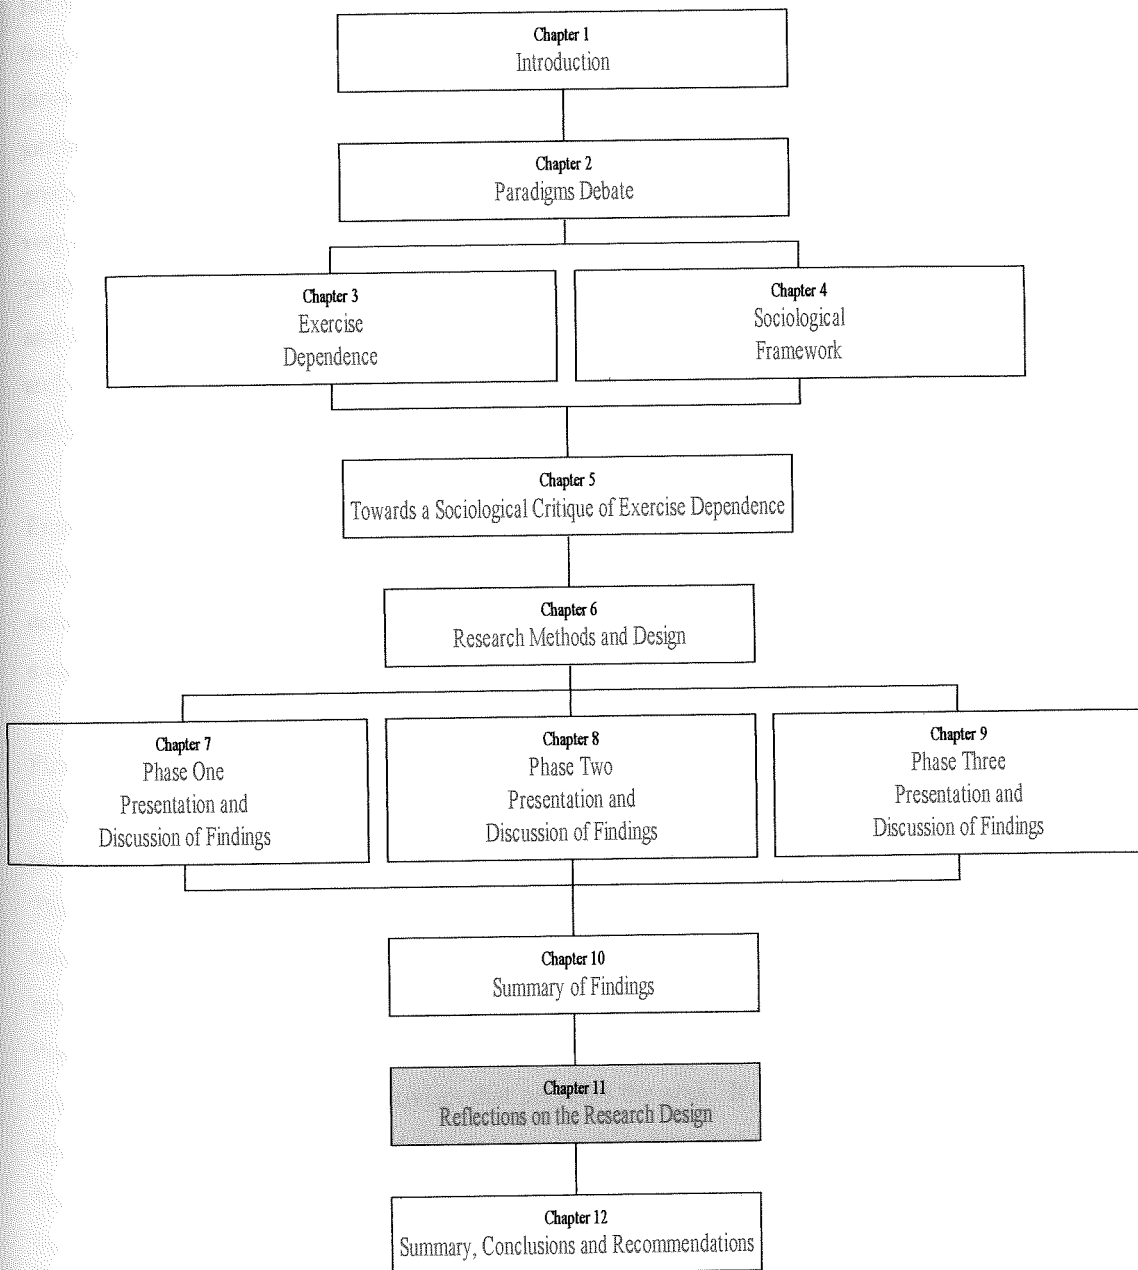 Chapter 1
Introduction
Chapter 2
Paradigms Debate
Chapter 3
Exercise
Dependence
Chapter 4
Sociological
Framework
Chapter 5
Towards a Sociological Critique of Exercise Dependence
Chapter 6
Research Methods and Design
Chapter 7
Phase One
Presentation and
Discussion of Findings
Chapter 8
Phase Two
Presentation and
Discussion of Findings
Chapter 9
Phase Three
Presentation and
Discussion of Findings
Chapter 10
Summary of Findings
Chapter 11
Reflections on the Research Design
Chapter 12
Summary, Conclusions and Recommendations